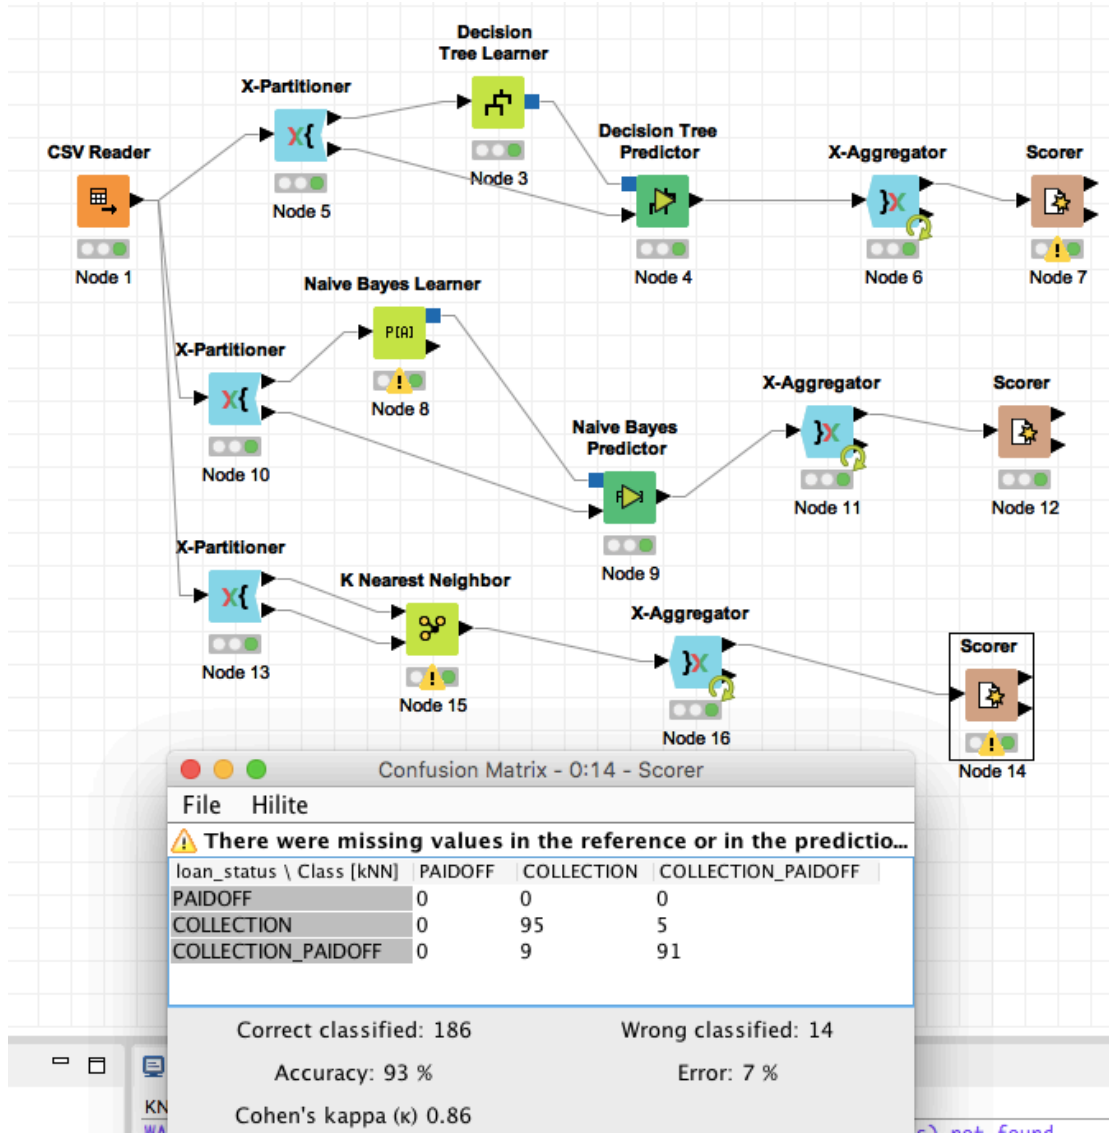 Decision
Tree Learner
X-Partitioner
Decision Tree
Predictor
X-Aggregator
Scorer
CSV Reader
Node 3
Node 5
Node 1
Node 4
Node 6
Node 7
Naive Bayes Learner
P[A]
X-Partitioner
Node 8
X-Aggregator
Scorer
Naive Bayes
Predictor
Node 10
Node 11
Node 12
X-Partitioner
Node 9
K Nearest Neighbor
X-Aggregator
Scorer
Node 13
Node 15
Node 16
Node 14
Confusion Matrix - 0:14 - Scorer
File Hilite
There were missing values in the reference or in the predictio...
loan_status \ Class [kNN] PAIDOFF COLLECTION COLLECTION_PAIDOFF
PAIDOFF 0 0 0
COLLECTION 0 95 5
COLLECTION_PAIDOFF 0 9 91
Correct classified: 186 Wrong classified: 14
Accuracy: 93 % Error: 7 %
Cohen's kappa (κ) 0.86
KN
not found